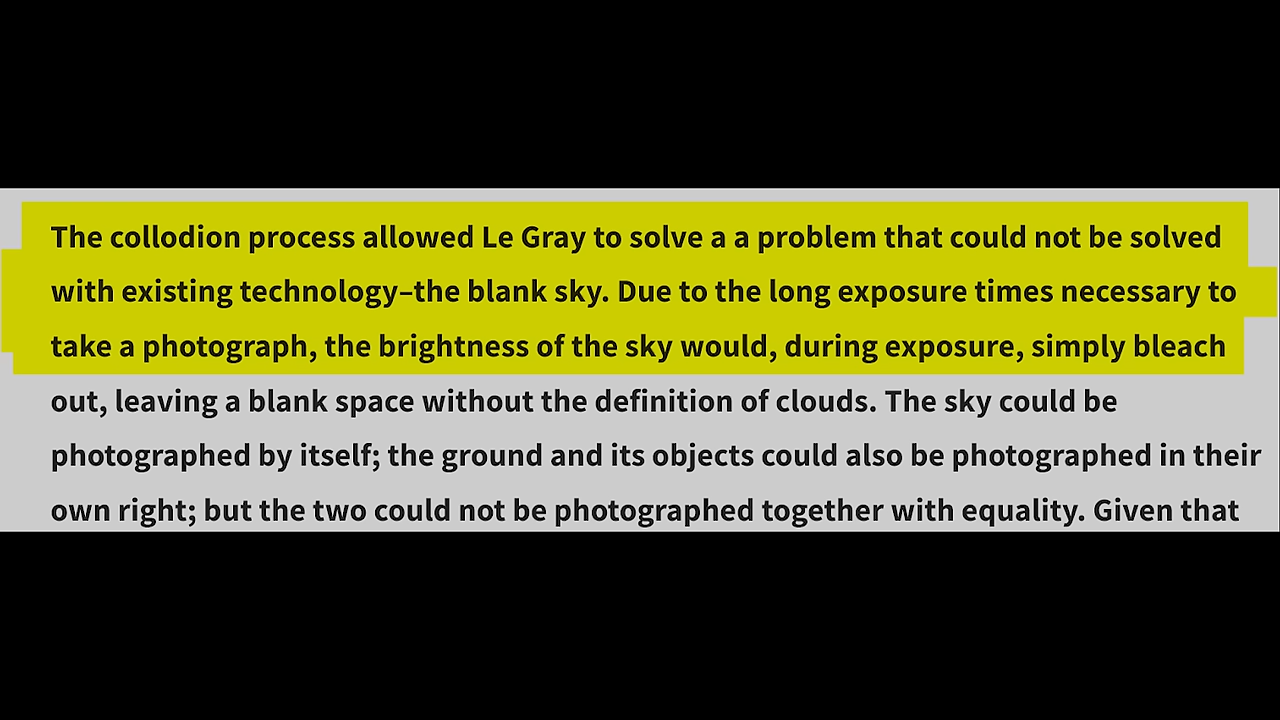 The collodion process allowed Le Gray to solve a a problem that could not be solved
with existing technology–the blank sky. Due to the long exposure times necessary to
take a photograph, the brightness of the sky would, during exposure, simply bleach
out, leaving a blank space without the definition of clouds. The sky could be
photographed by itself; the ground and its objects could also be photographed in their
own right; but the two could not be photographed together with equality. Given that